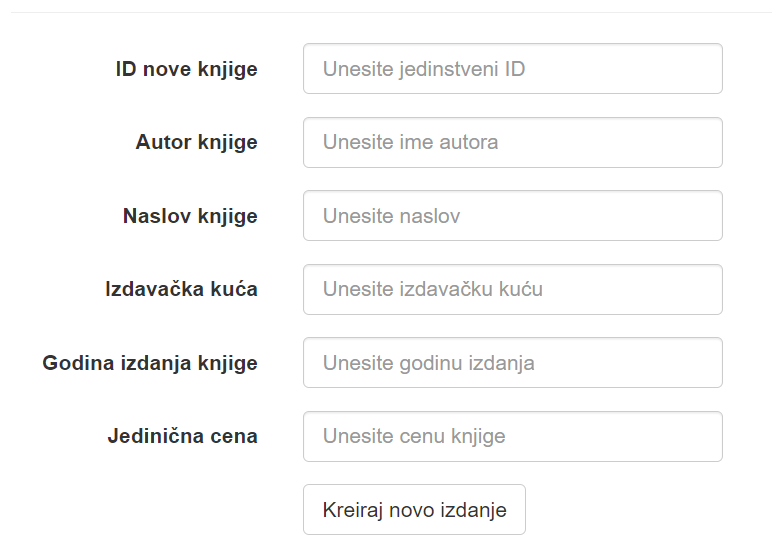 ID nove knjige Unesite jedinstveni ID
Autor knjige Unesite ime autora
Naslov knjige Unesite naslov
Izdavačka kuća Unesite izdavačku kuću
Godina izdanja knjige Unesite godinu izdanja
Jedinična cena Unesite cenu knjige
Kreiraj novo izdanje